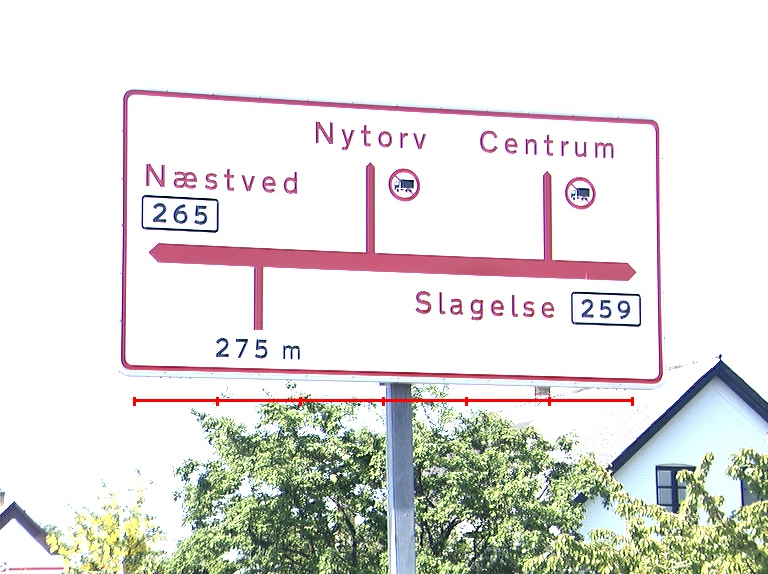 Nytorv
Centrum
Næstved
265
Slagelse 259
275 m